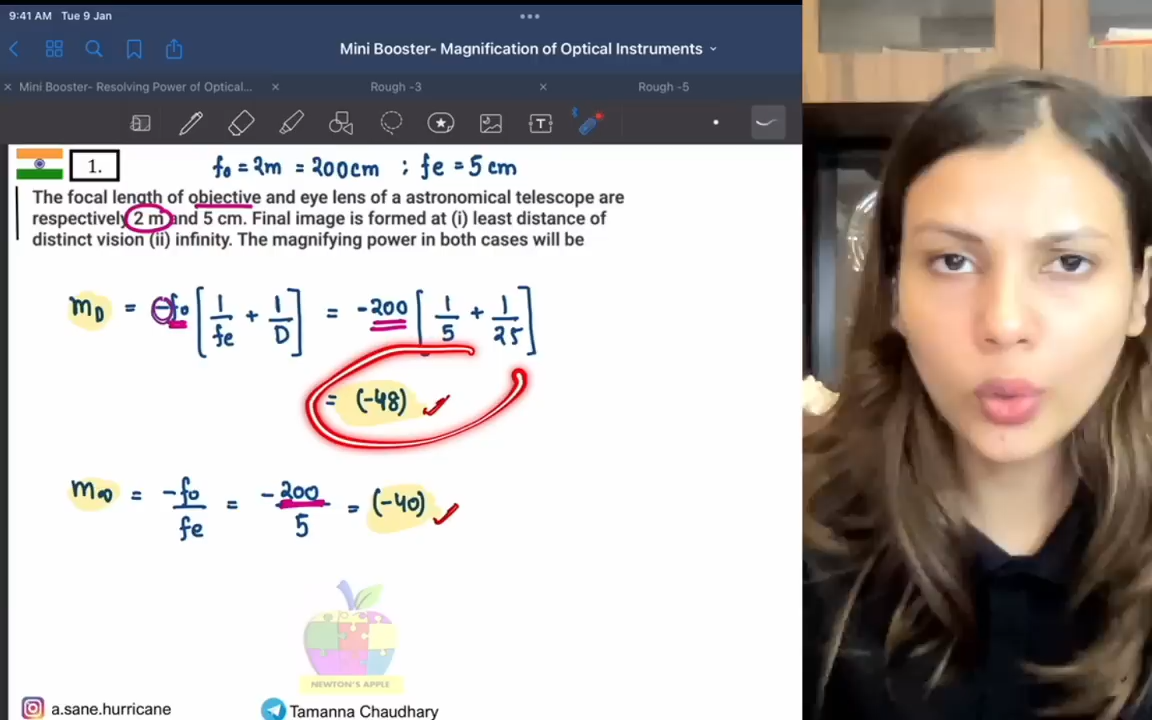 9:41 AM Tue 9 Jan
Mini Booster- Magnification of Optical Instruments
Mini Booster- Resolving Power of Optical...
Rough -3
Rough -5
T
1.
fo = 2m = 200cm ; fe = 5 cm
The focal length of objective and eye lens of a astronomical telescope are
respectively 2 m and 5 cm. Final image is formed at (i) least distance of
distinct vision (ii) infinity. The magnifying power in both cases will be
mD = -fo [1/fe + 1/D] = -200 [1/5 + 1/25]
= (-48) ✓
m∞ = -fo/fe = -200/5 = (-40) ✓
NEWTON'S APPLE
a.sane.hurricane
Tamanna Chaudhary